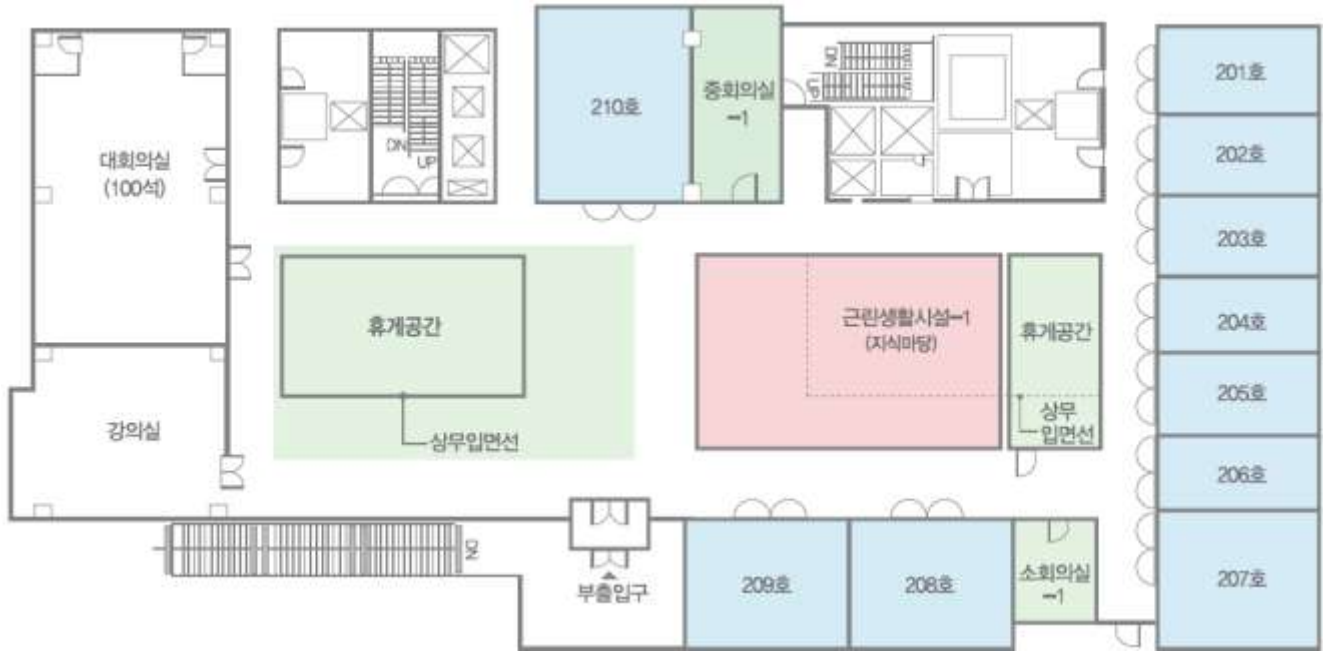 대회의실
(100석)
강의실
DN
UP
210호
중회의실
-1
DN
UP
201호
202호
203호
204호
205호
206호
207호
휴게공간
상무입면선
근린생활시설-1
(지식마당)
휴게공간
상무
입면선
DN
부출입구
209호
208호
소회의실
-1